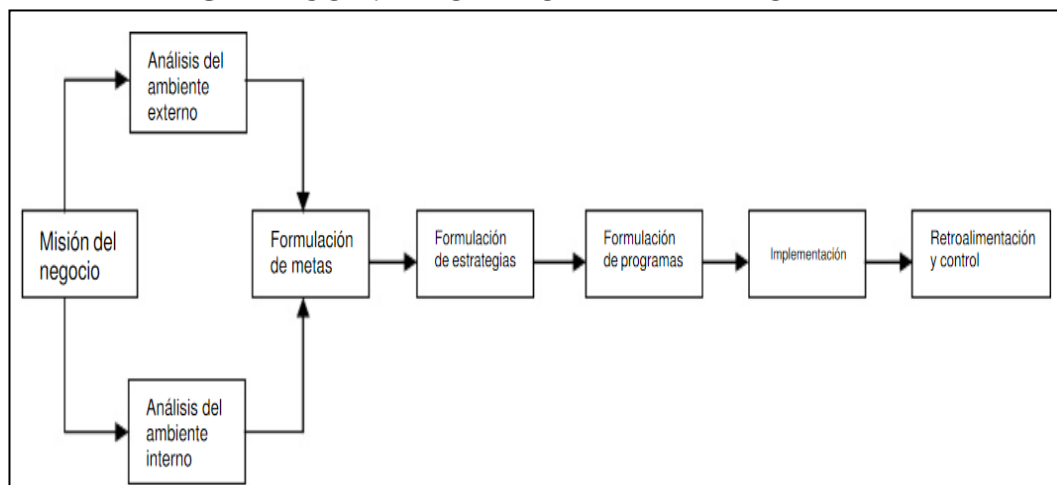 Análisis del
ambiente
externo
Misión del
negocio
Análisis del
ambiente
interno
Formulación
de metas
Formulación
de estrategias
Formulación
de programas
Implementación
Retroalimentación
y control